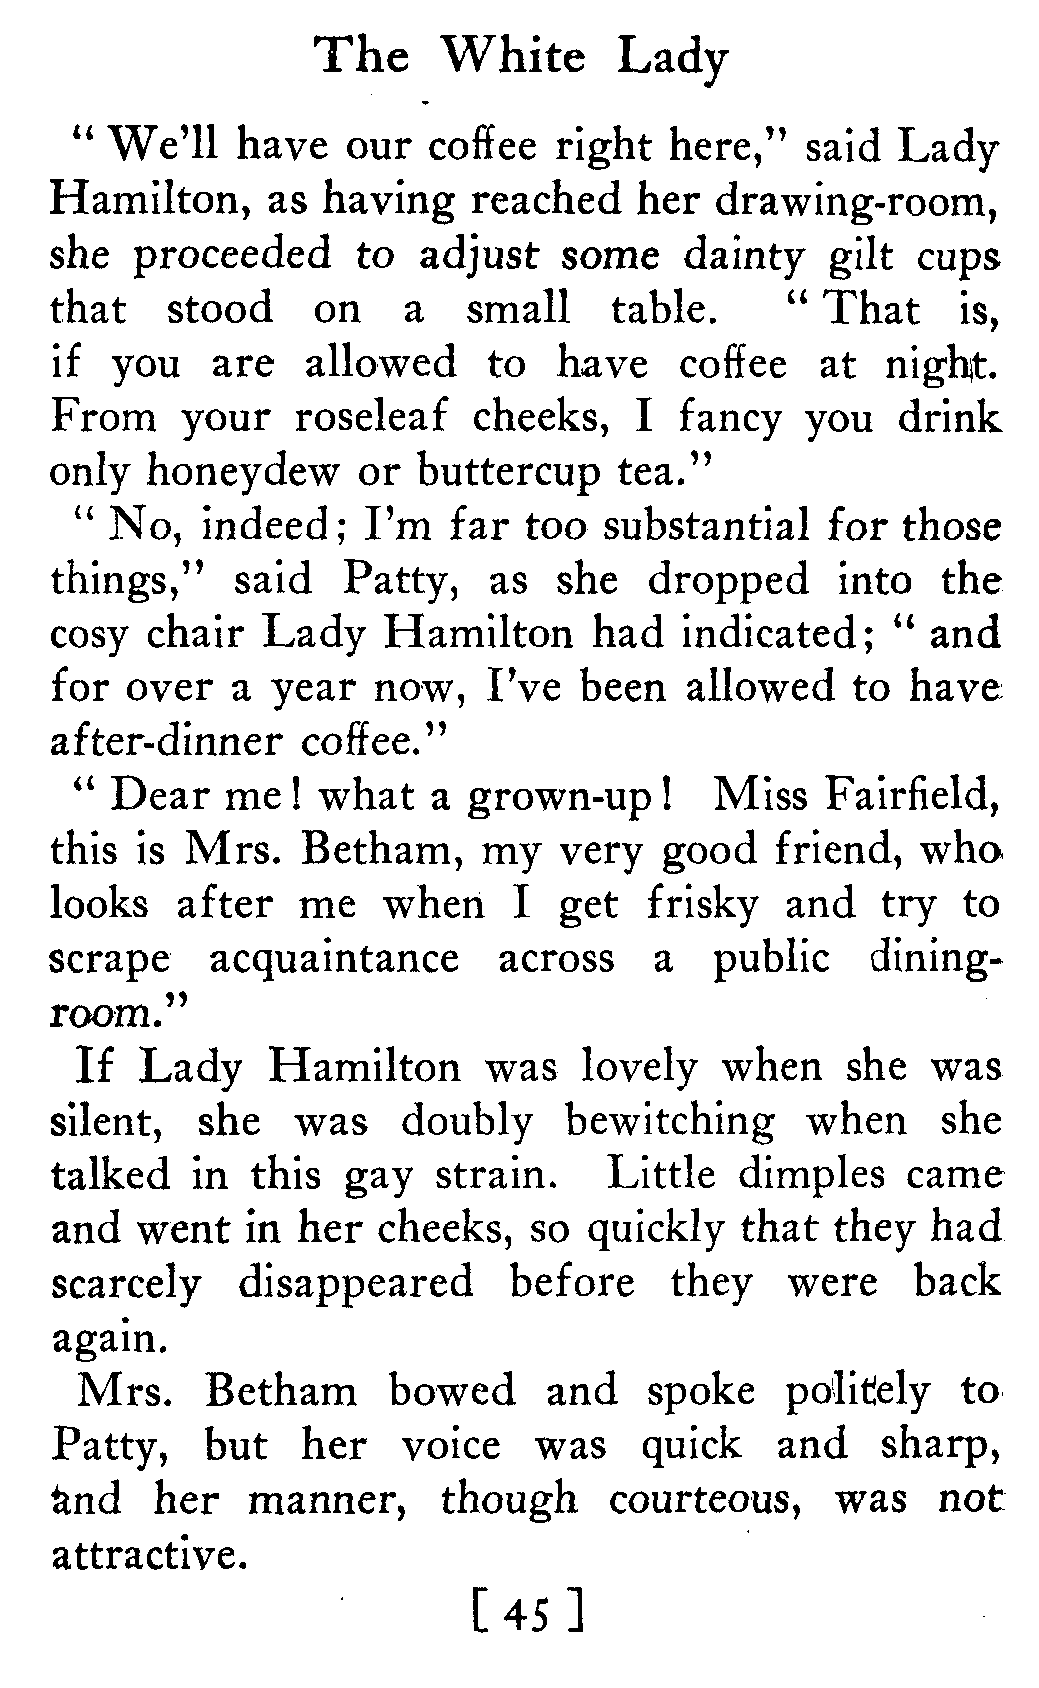 The White Lady
“ We’ll have our coffee right here,” said Lady
Hamilton, as having reached her drawing-room,
she proceeded to adjust some dainty gilt cups
that stood on a small table. “ That is,
if you are allowed to have coffee at night.
From your roseleaf cheeks, I fancy you drink
only honeydew or buttercup tea.”
“ No, indeed ; I’m far too substantial for those
things,” said Patty, as she dropped into the
cosy chair Lady Hamilton had indicated ; “ and
for over a year now, I’ve been allowed to have
after-dinner coffee.”
“ Dear me ! what a grown-up ! Miss Fairfield,
this is Mrs. Betham, my very good friend, who
looks after me when I get frisky and try to
scrape acquaintance across a public dining-
room.”
If Lady Hamilton was lovely when she was
silent, she was doubly bewitching when she
talked in this gay strain. Little dimples came
and went in her cheeks, so quickly that they had
scarcely disappeared before they were back
again.
Mrs. Betham bowed and spoke politely to
Patty, but her voice was quick and sharp,
and her manner, though courteous, was not
attractive.
[ 45 ]